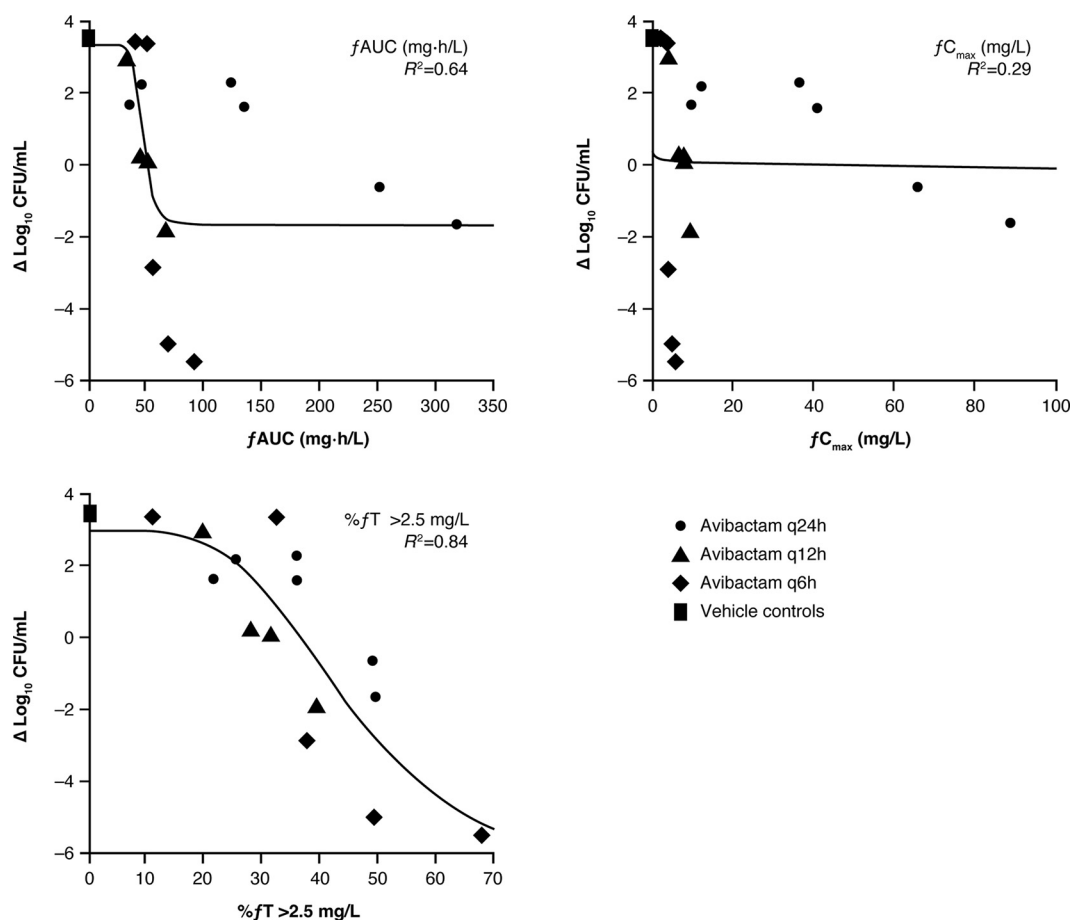 4
2
0
–2
–4
–6
Δ Log10 CFU/mL
ƒAUC (mg·h/L)
R²=0.64
0 50 100 150 200 250 300 350
ƒAUC (mg·h/L)
4
2
0
–2
–4
–6
Δ Log10 CFU/mL
ƒCmax (mg/L)
R²=0.29
0 20 40 60 80 100
ƒCmax (mg/L)
4
2
0
–2
–4
–6
Δ Log10 CFU/mL
%ƒT >2.5 mg/L
R²=0.84
0 10 20 30 40 50 60 70
%ƒT >2.5 mg/L
Avibactam q24h
Avibactam q12h
Avibactam q6h
Vehicle controls